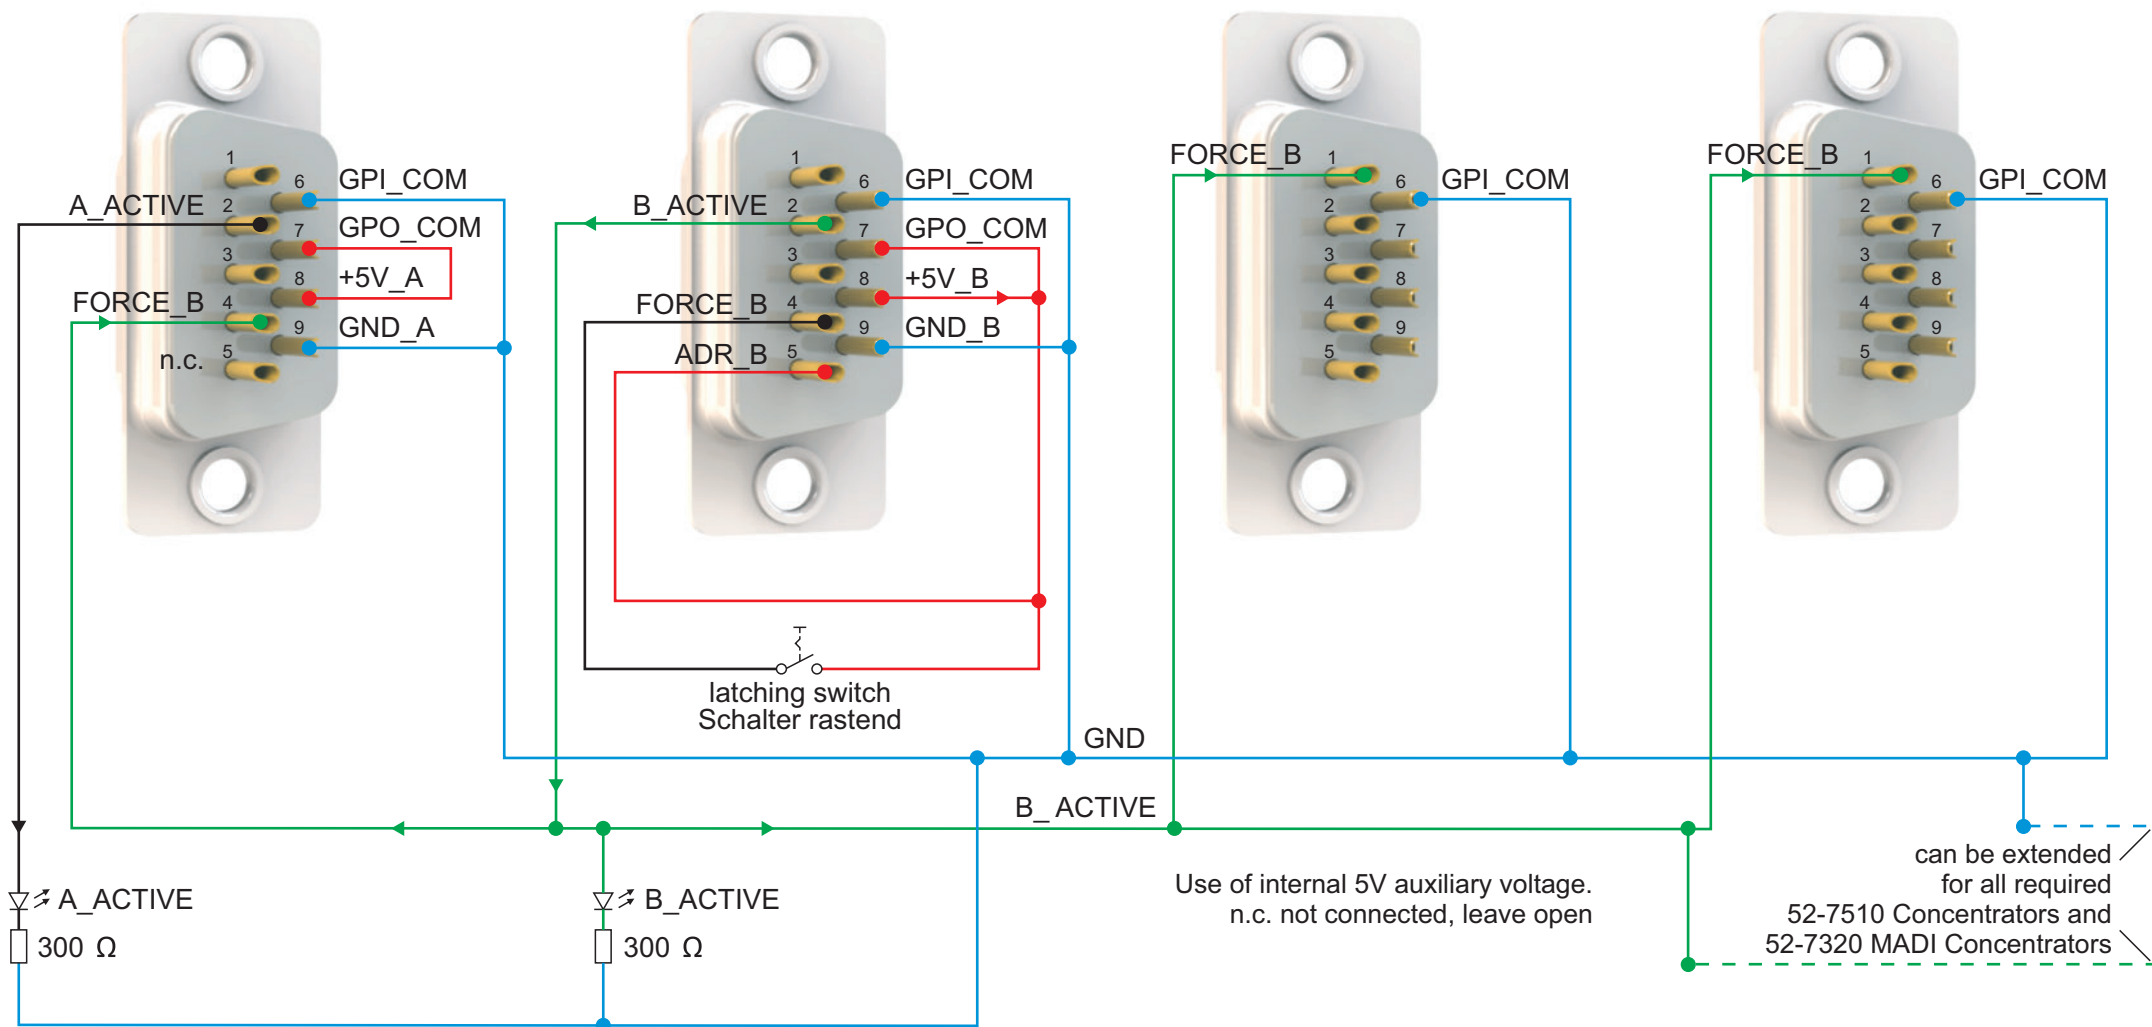 1
6
GPI_COM
A_ACTIVE
2
7
GPO_COM
3
8
+5V_A
FORCE_B
4
9
GND_A
n.c.
5
1
6
GPI_COM
B_ACTIVE
2
7
GPO_COM
3
8
+5V_B
FORCE_B
4
9
GND_B
ADR_B
5
latching switch
Schalter rastend
FORCE_B
1
6
GPI_COM
2
7
3
8
4
9
5
FORCE_B
1
6
GPI_COM
2
7
3
8
4
9
5
GND
B_ ACTIVE
A_ACTIVE
300 Ω
B_ACTIVE
300 Ω
Use of internal 5V auxiliary voltage.
n.c. not connected, leave open
can be extended
for all required
52-7510 Concentrators and
52-7320 MADI Concentrators